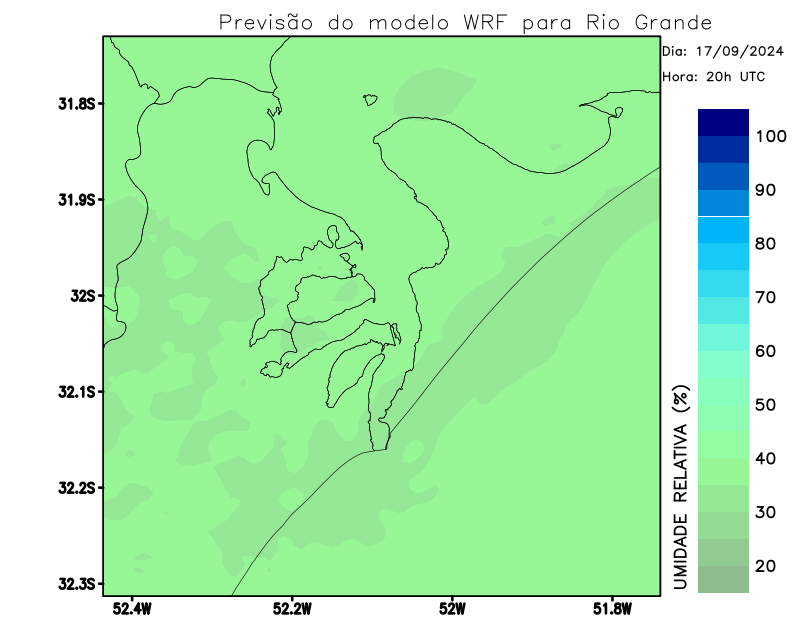 Previsão do modelo WRF para Rio Grande
Dia: 17/09/2024
Hora: 20h UTC
31.8S
31.9S
32S
32.1S
32.2S
32.3S
52.4W
52.2W
52W
51.8W
UMIDADE RELATIVA (%)
100
90
80
70
60
50
40
30
20